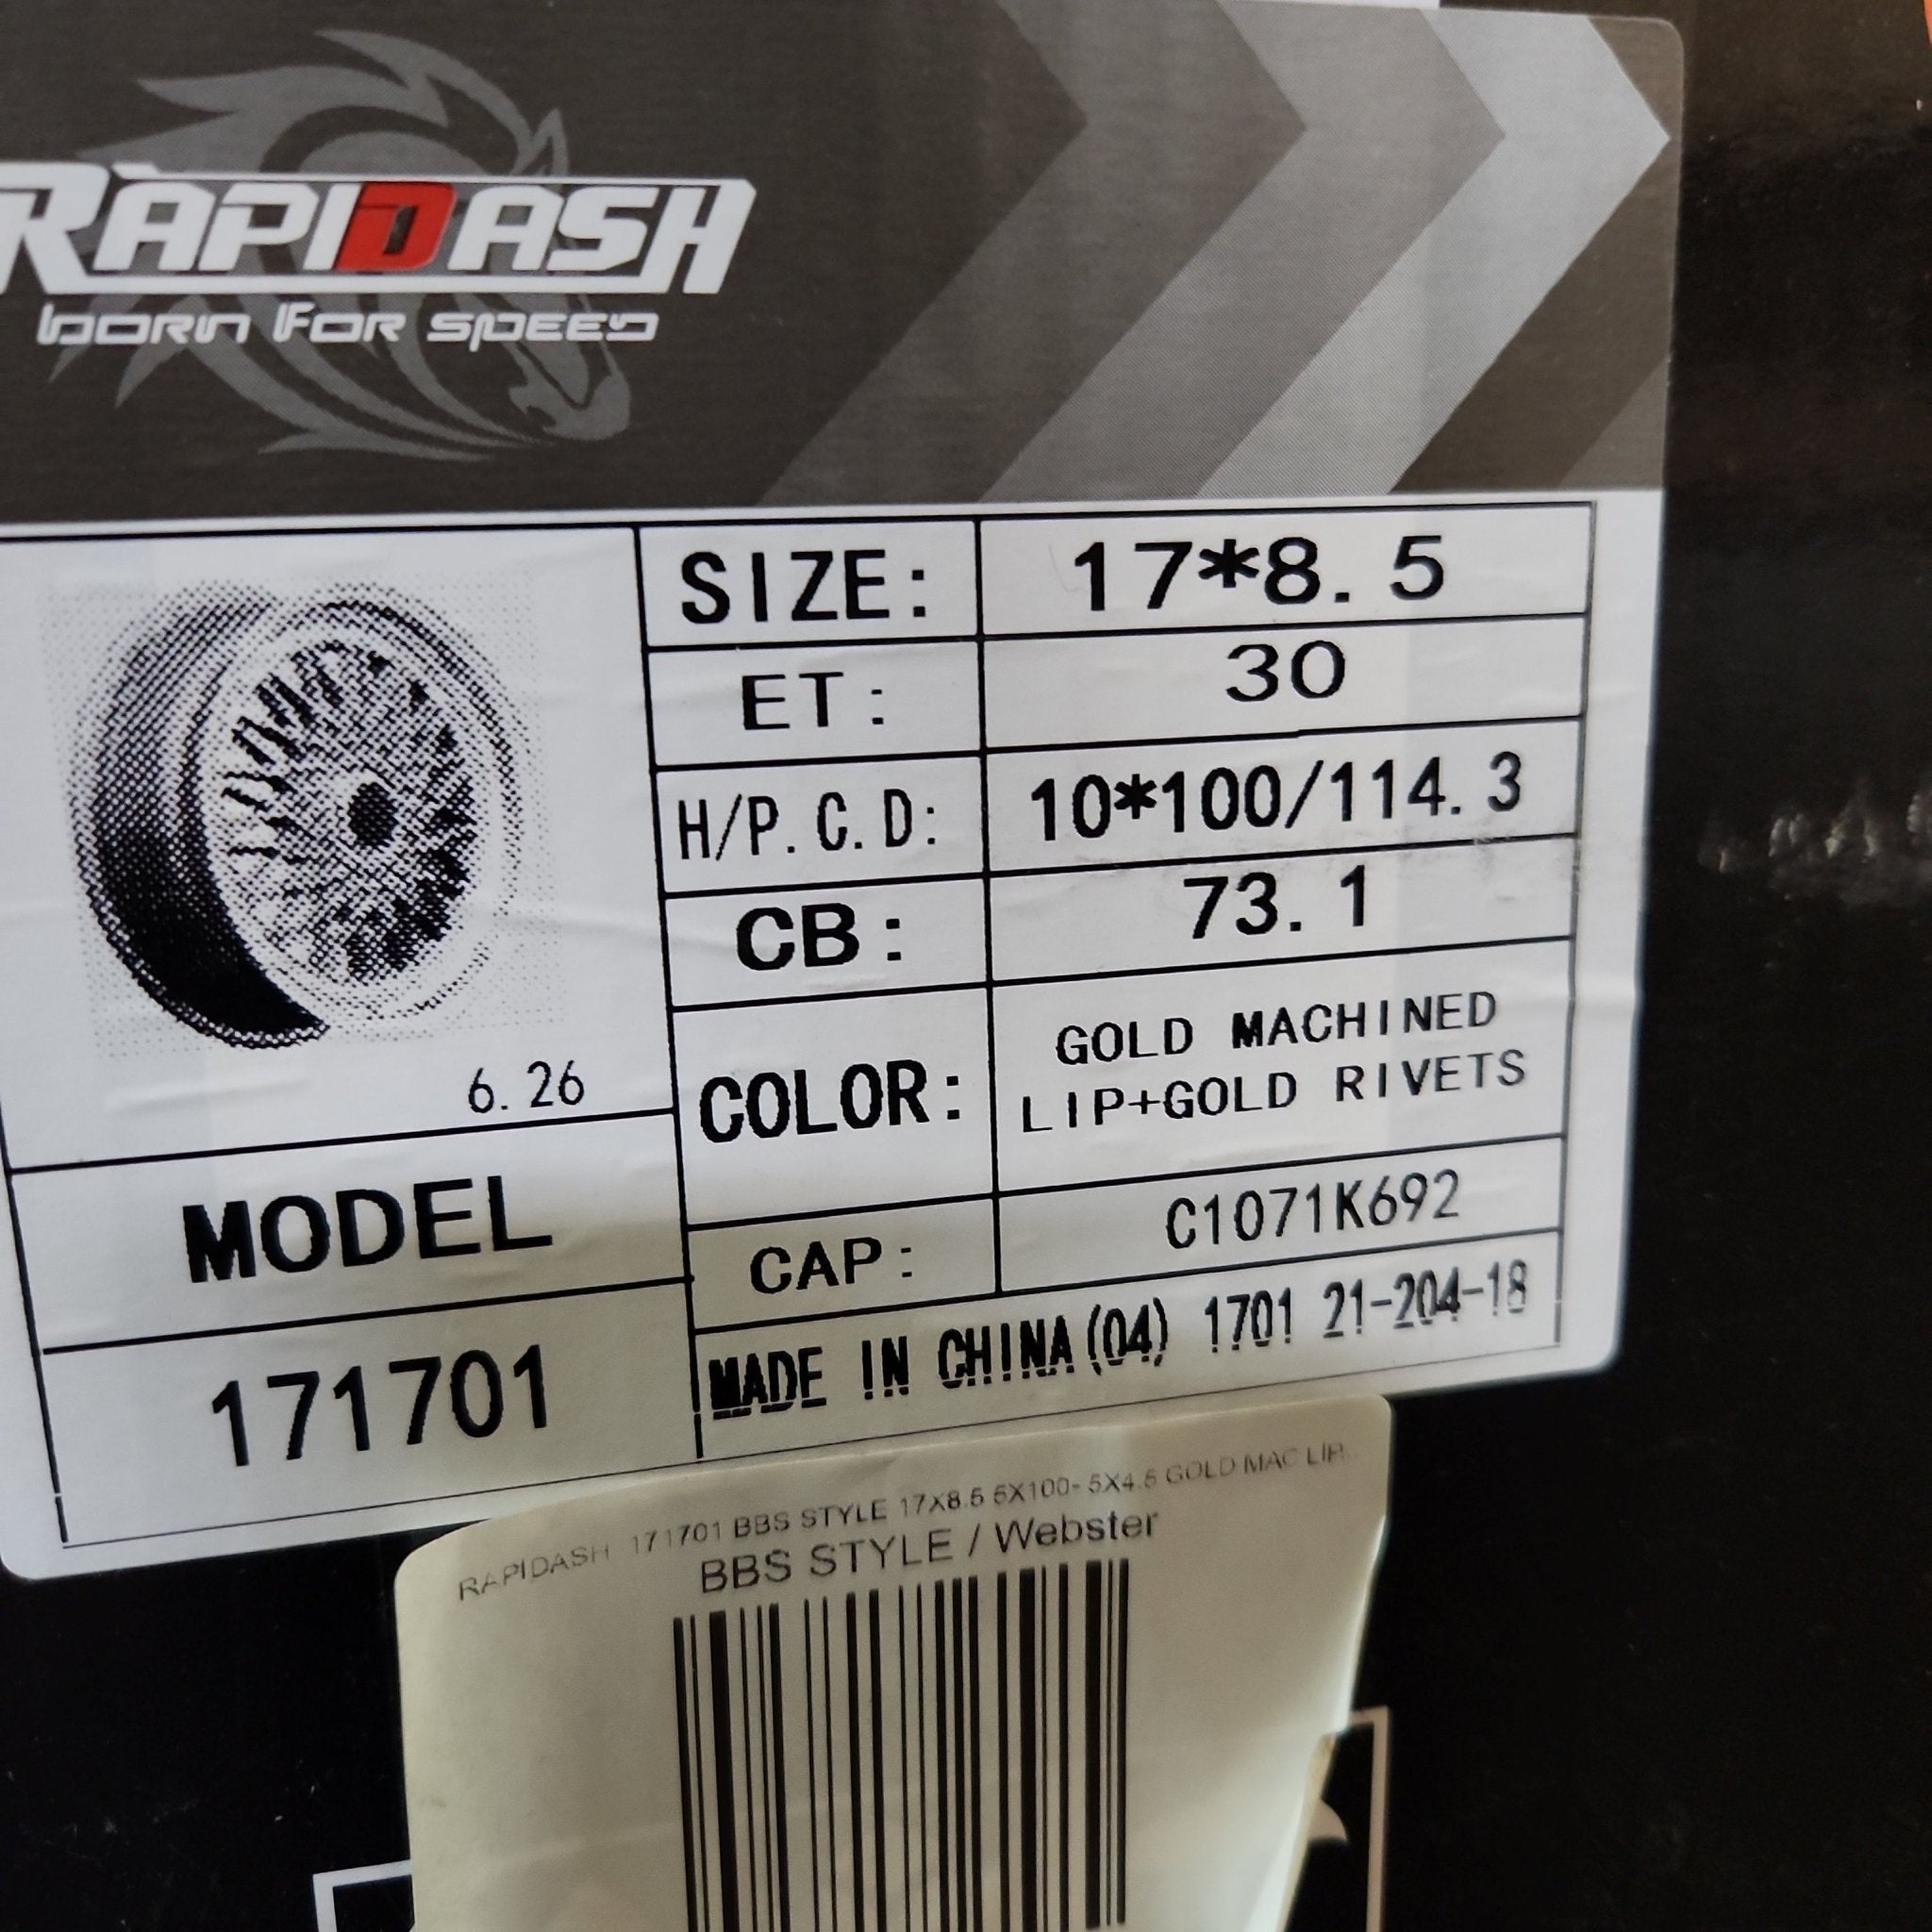 RAPIDASH
born for speed
SIZE: 17*8.5
ET: 30
H/P.C.D: 10*100/114.3
CB: 73.1
COLOR: GOLD MACHINED
LIP+GOLD RIVETS
CAP: C1071K692
MADE IN CHINA(04) 1701 21-204-18
6.26
MODEL
171701
RAPIDASH 171701 BBS STYLE 17X8.5 5X100- 5X4.5 GOLD MAC LIP..
BBS STYLE / Webster